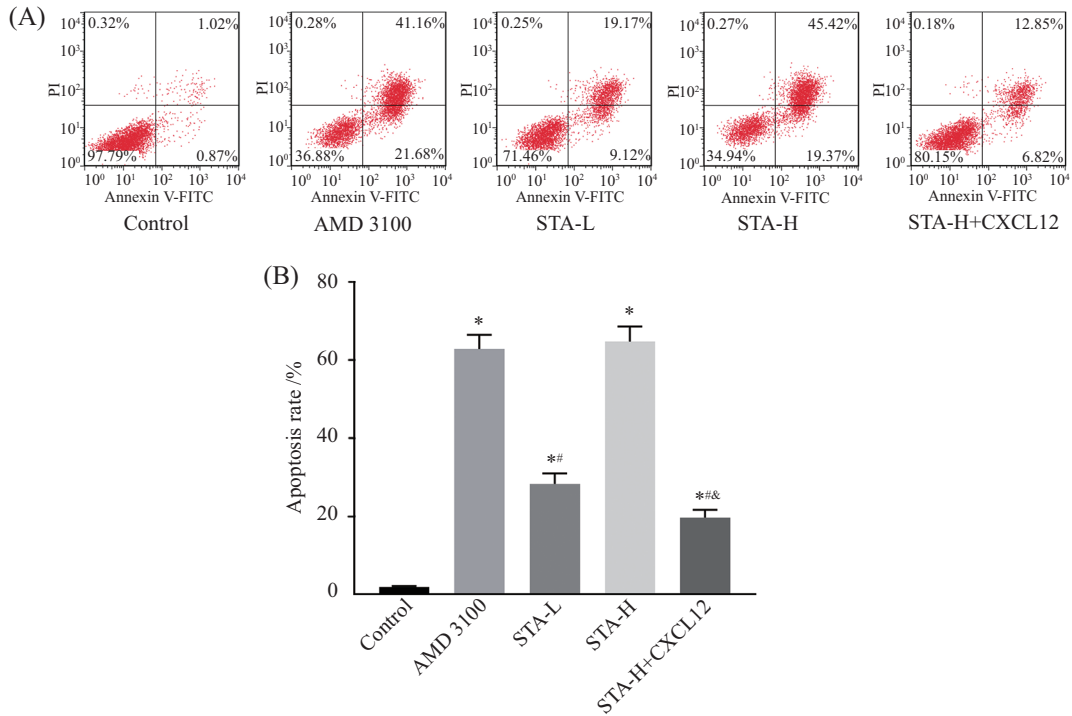 (A)
0.32% 1.02%
97.79% 0.87%
10⁴
10³
10²
10¹
10⁰
PI
10⁰ 10¹ 10² 10³ 10⁴
Annexin V-FITC
Control
0.28% 41.16%
36.88% 21.68%
10⁴
10³
10²
10¹
10⁰
PI
10⁰ 10¹ 10² 10³ 10⁴
Annexin V-FITC
AMD 3100
0.25% 19.17%
71.46% 9.12%
10⁴
10³
10²
10¹
10⁰
PI
10⁰ 10¹ 10² 10³ 10⁴
Annexin V-FITC
STA-L
0.27% 45.42%
34.94% 19.37%
10⁴
10³
10²
10¹
10⁰
PI
10⁰ 10¹ 10² 10³ 10⁴
Annexin V-FITC
STA-H
0.18% 12.85%
80.15% 6.82%
10⁴
10³
10²
10¹
10⁰
PI
10⁰ 10¹ 10² 10³ 10⁴
Annexin V-FITC
STA-H+CXCL12
(B)
Apoptosis rate /%
80
60
40
20
0
*
*#
*
*#&
Control
AMD 3100
STA-L
STA-H
STA-H+CXCL12